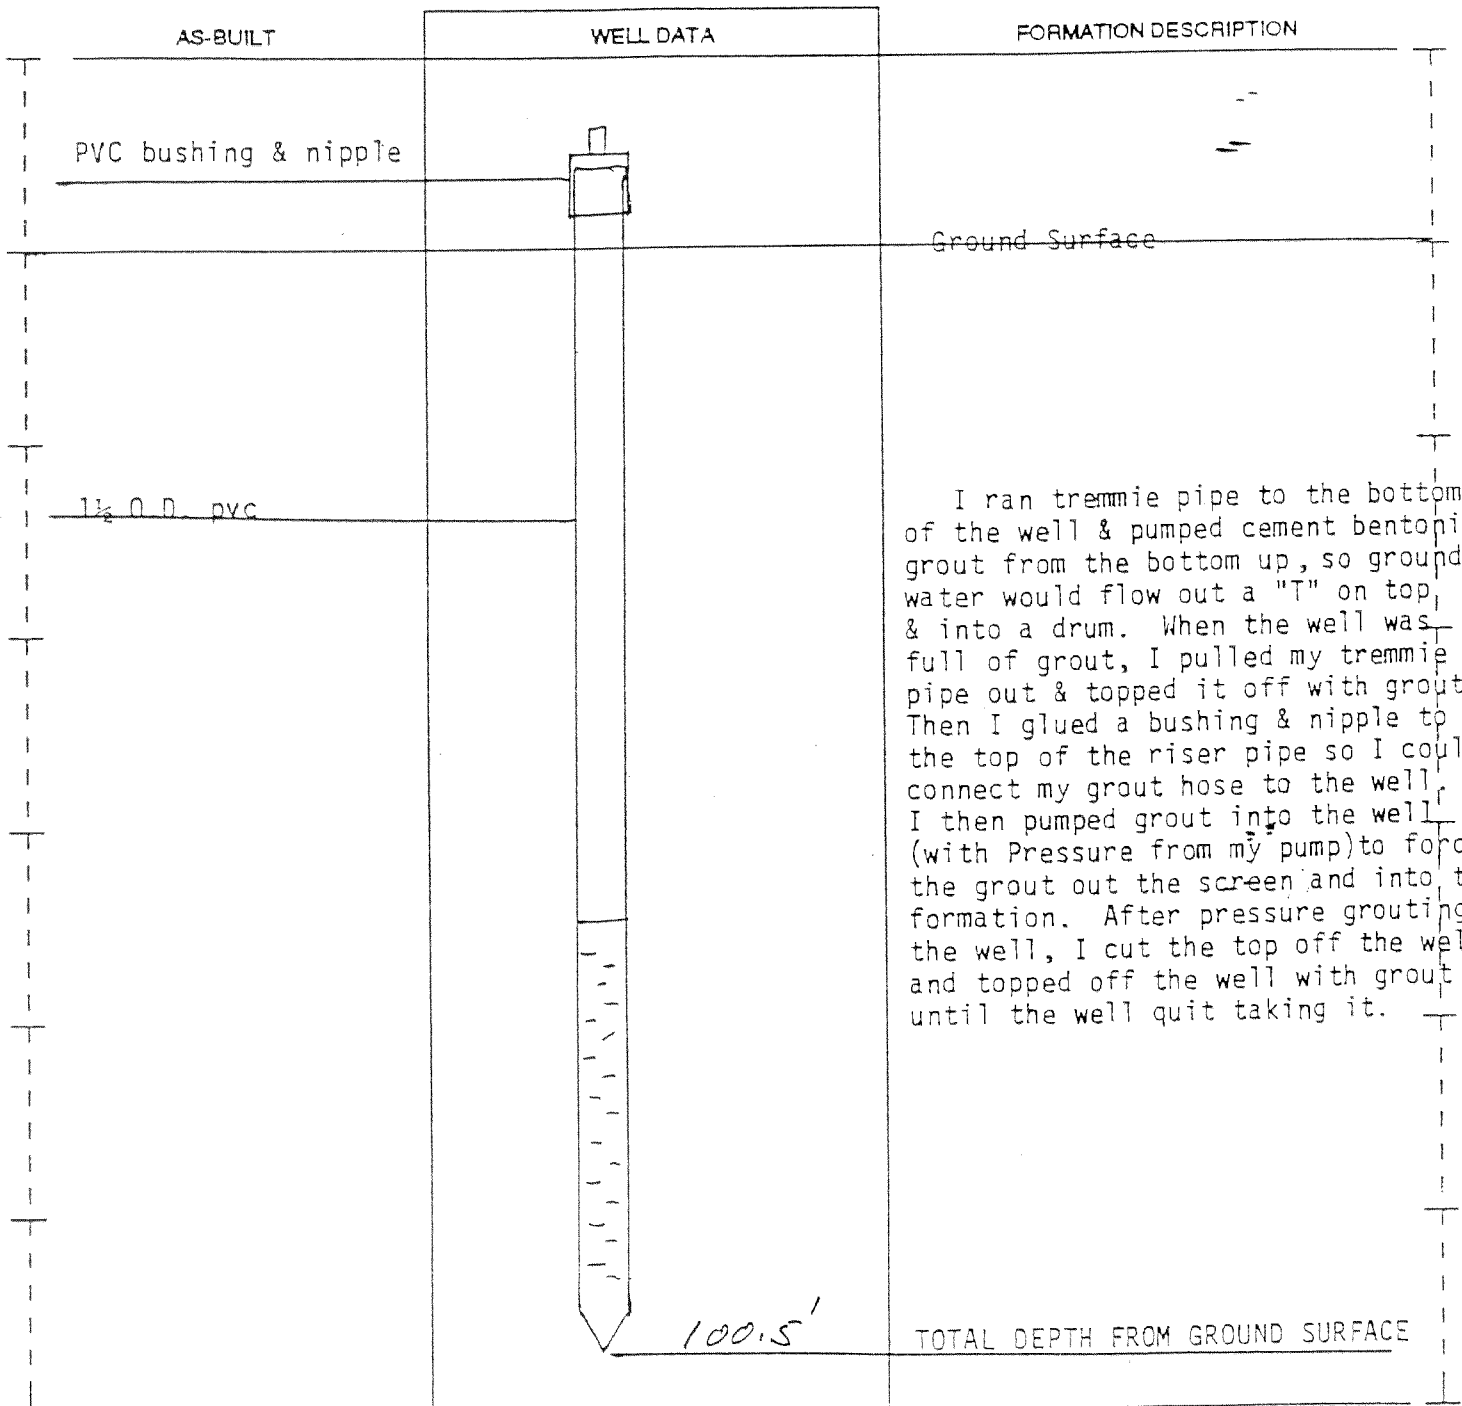 AS-BUILT
WELL DATA
FORMATION DESCRIPTION
PVC bushing & nipple
Ground Surface
1½ O.D. pvc
I ran tremmie pipe to the bottom
of the well & pumped cement bentoni
grout from the bottom up, so ground
water would flow out a "T" on top
& into a drum. When the well was
full of grout, I pulled my tremmie
pipe out & topped it off with grout
Then I glued a bushing & nipple to
the top of the riser pipe so I coul
connect my grout hose to the well.
I then pumped grout into the well
(with Pressure from my pump)to forc
the grout out the screen and into t
formation. After pressure grouting
the well, I cut the top off the wel
and topped off the well with grout
until the well quit taking it.
100.5'
TOTAL DEPTH FROM GROUND SURFACE